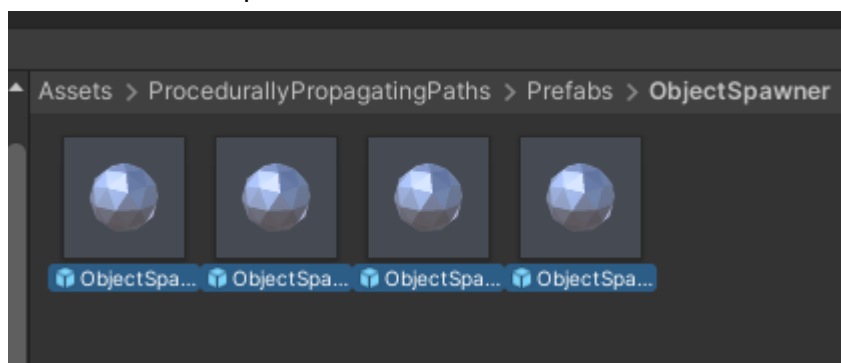 Assets > ProcedurallyPropagatingPaths > Prefabs > ObjectSpawner
ObjectSpa... ObjectSpa... ObjectSpa... ObjectSpa...